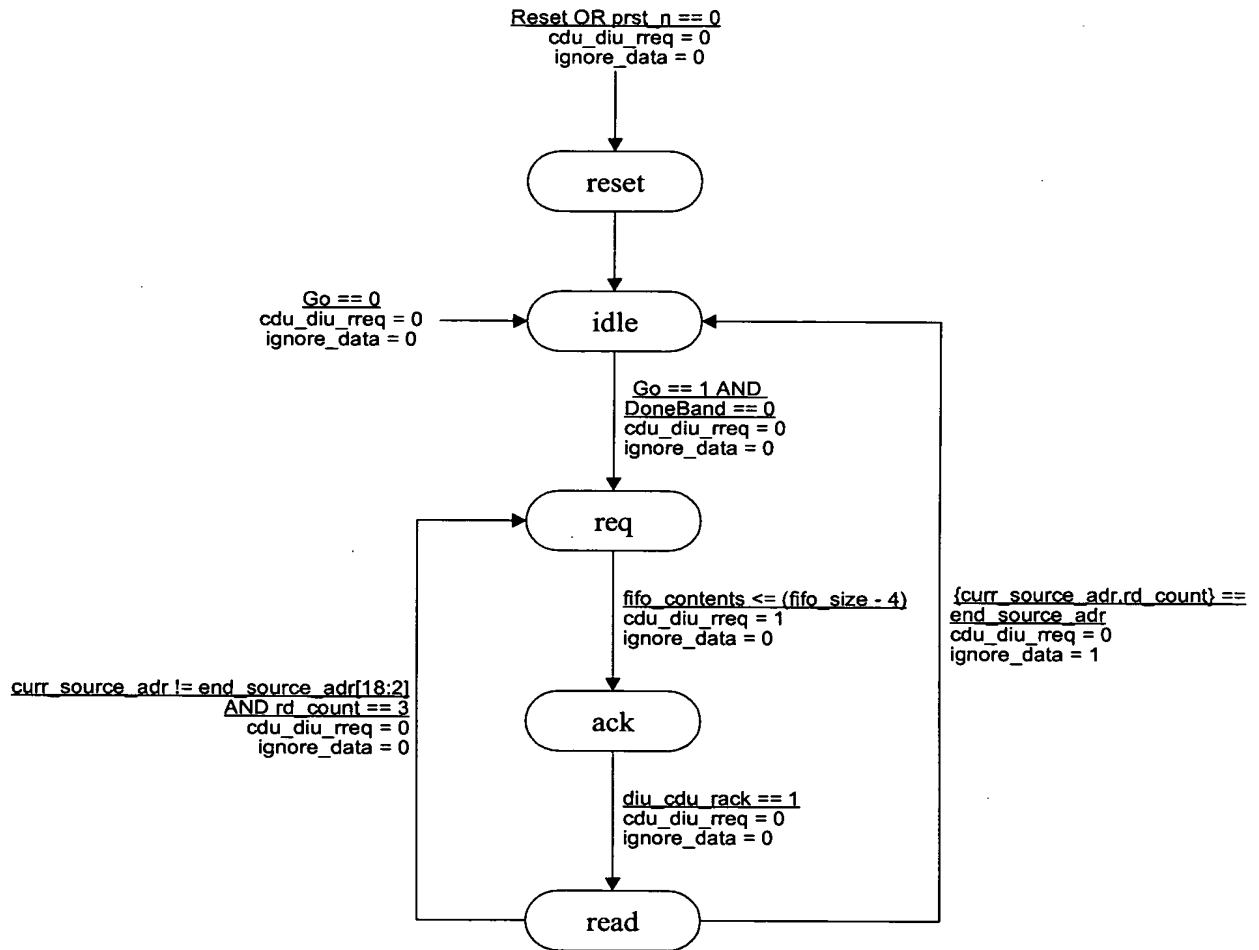 Reset OR prst_n == 0
cdu_diu_rreq = 0
ignore_data = 0
reset
Go == 0
cdu_diu_rreq = 0
ignore_data = 0
idle
Go == 1 AND
DoneBand == 0
cdu_diu_rreq = 0
ignore_data = 0
req
fifo_contents <= (fifo_size - 4)
cdu_diu_rreq = 1
ignore_data = 0
{curr_source_adr,rd_count} ==
end_source_adr
cdu_diu_rreq = 0
ignore_data = 1
curr_source_adr != end_source_adr[18:2]
AND rd_count == 3
cdu_diu_rreq = 0
ignore_data = 0
ack
diu_cdu_rack == 1
cdu_diu_rreq = 0
ignore_data = 0
read